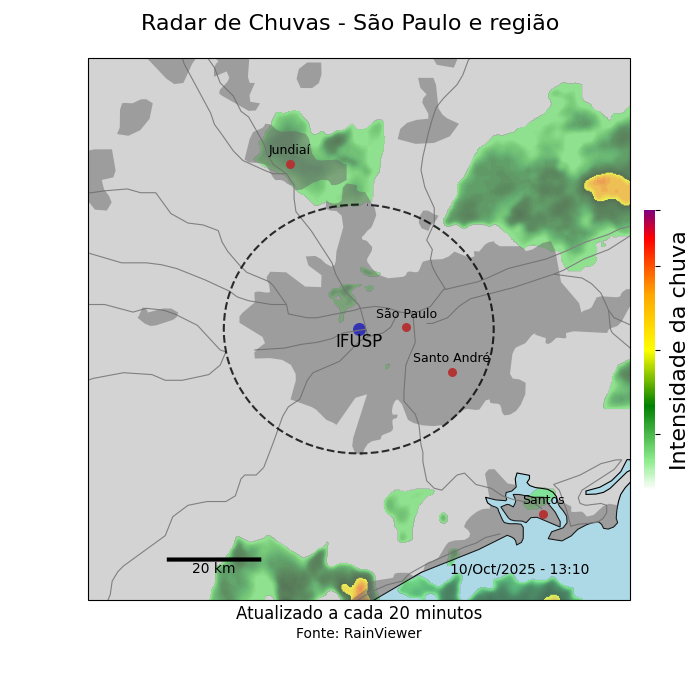 Radar de Chuvas - São Paulo e região
Jundiaí
São Paulo
IFUSP
Santo André
Santos
20 km
10/Oct/2025 - 13:10
Intensidade da chuva
Atualizado a cada 20 minutos
Fonte: RainViewer